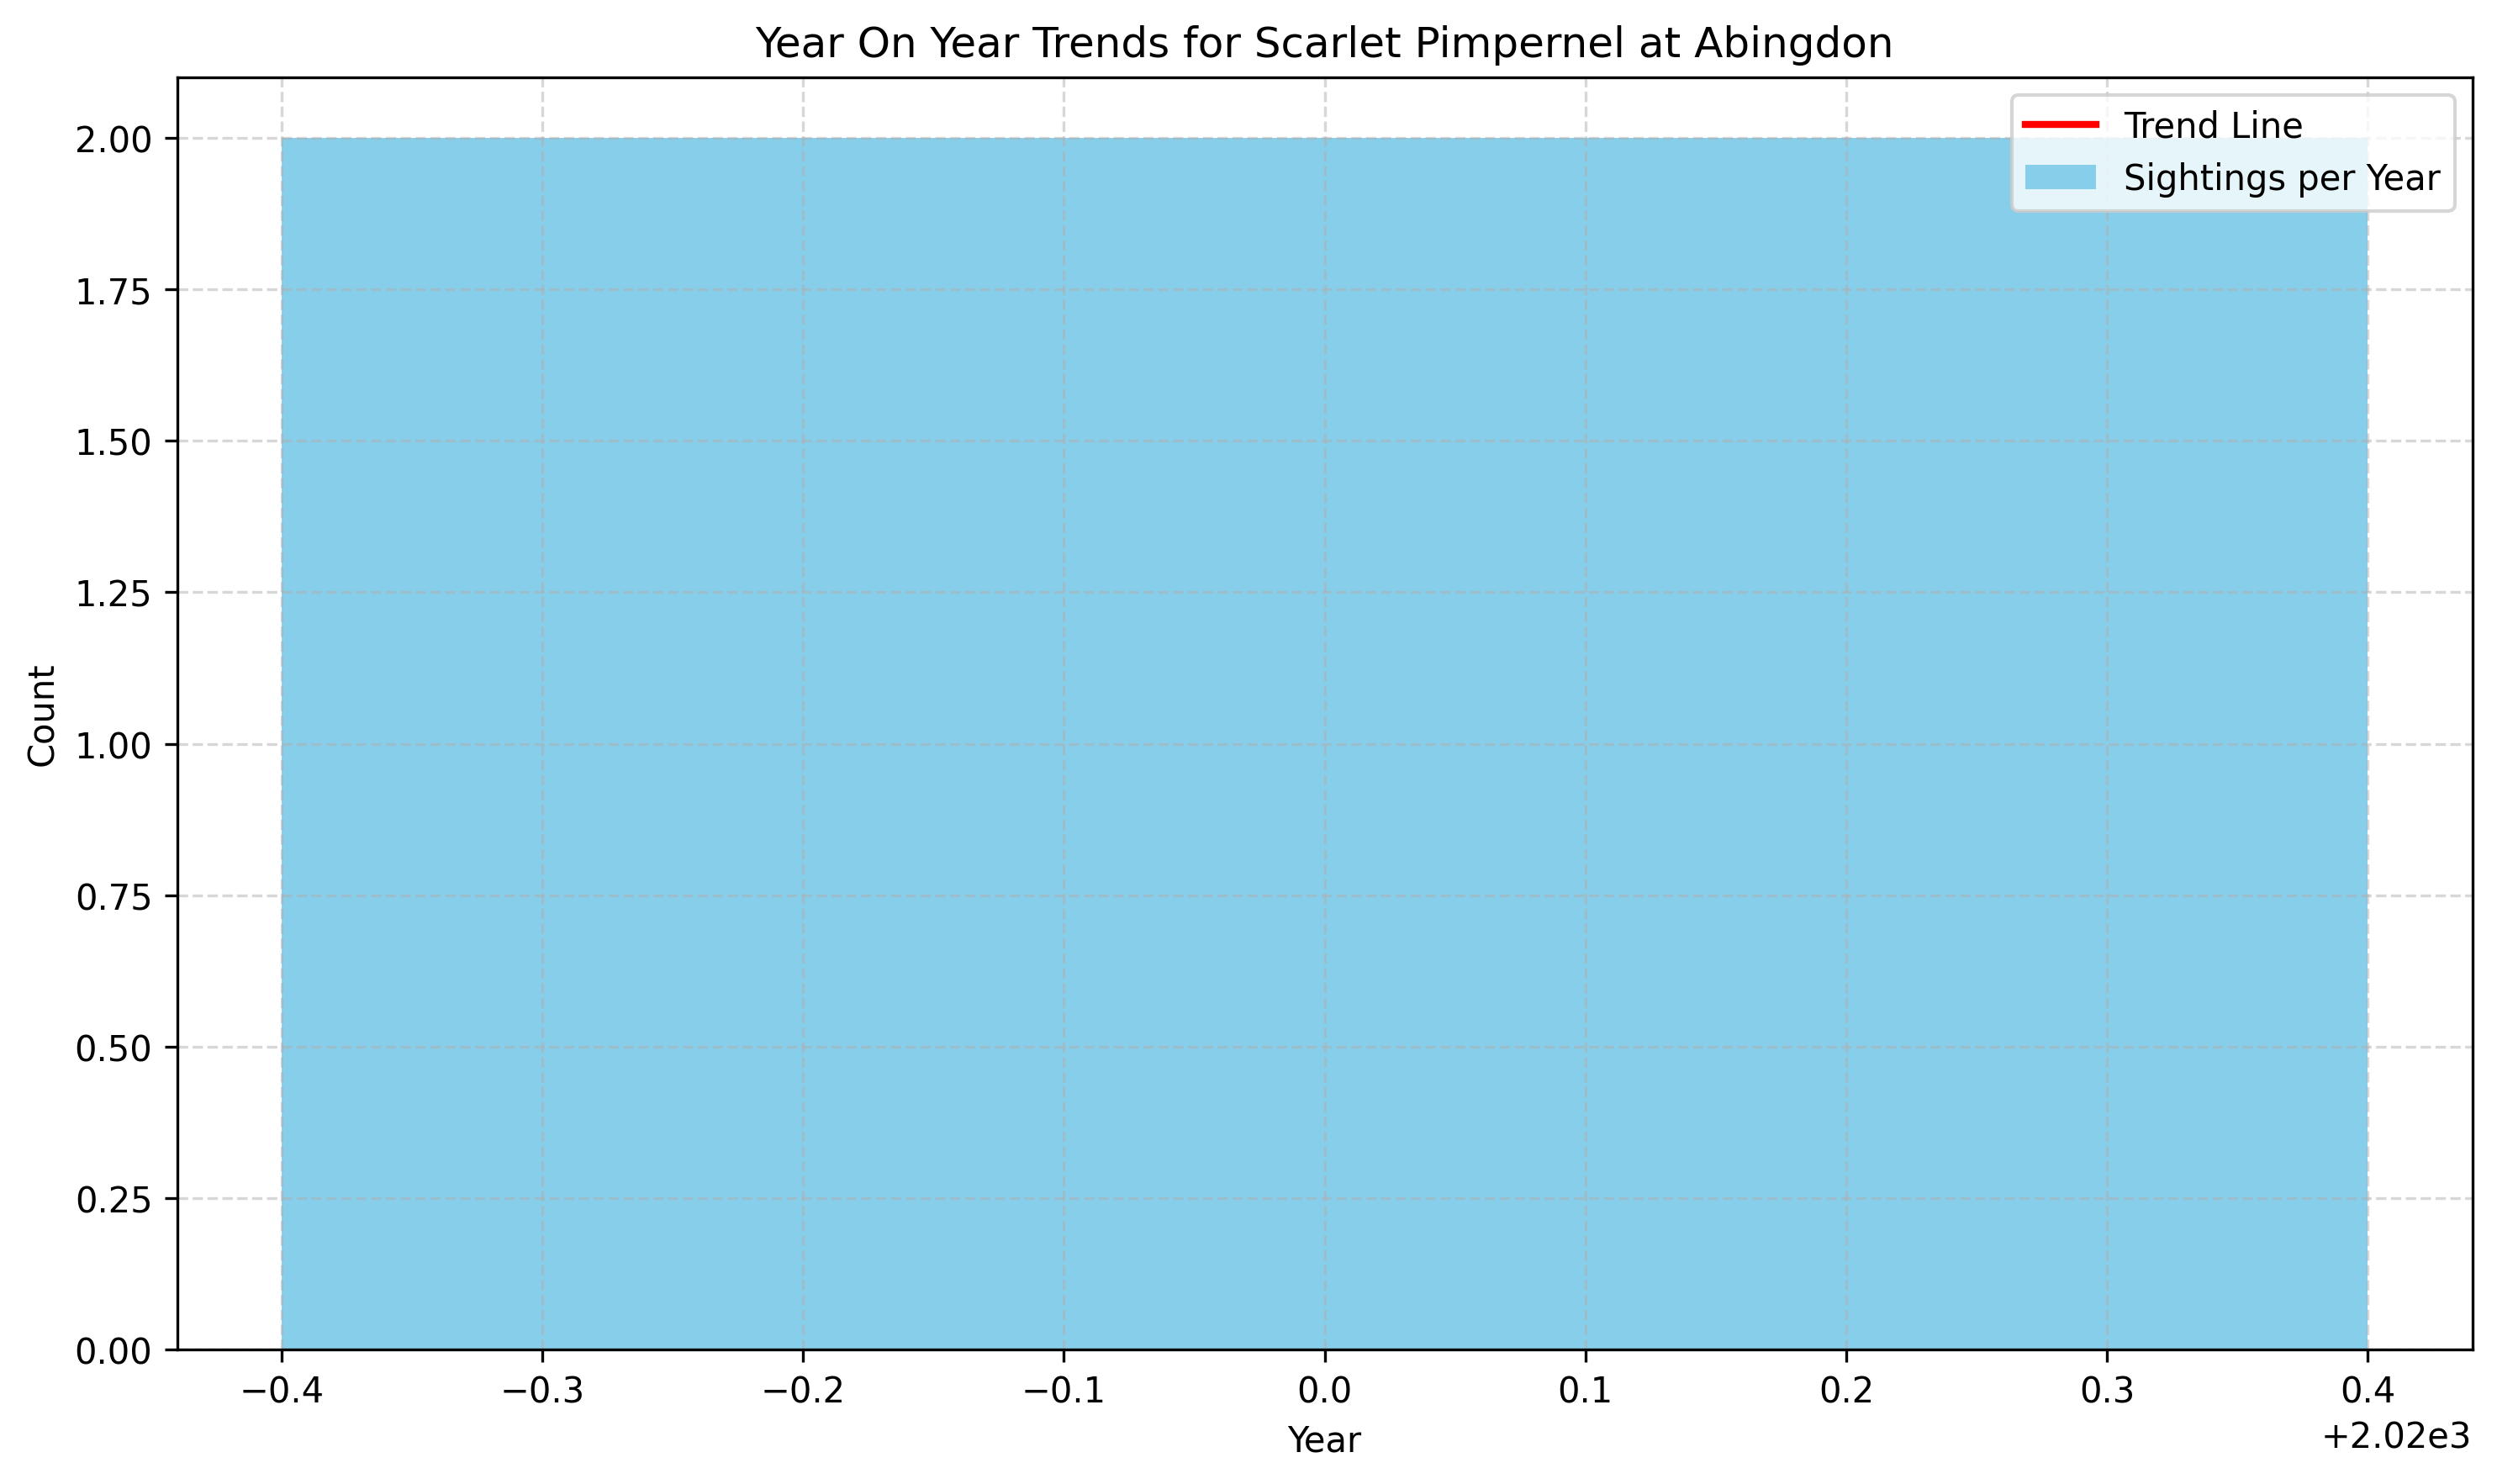 Year On Year Trends for Scarlet Pimpernel at Abingdon
Trend Line
Sightings per Year
2.00
1.75
1.50
1.25
1.00
0.75
0.50
0.25
0.00
Count
−0.4 −0.3 −0.2 −0.1 0.0 0.1 0.2 0.3 0.4
Year
+2.02e3